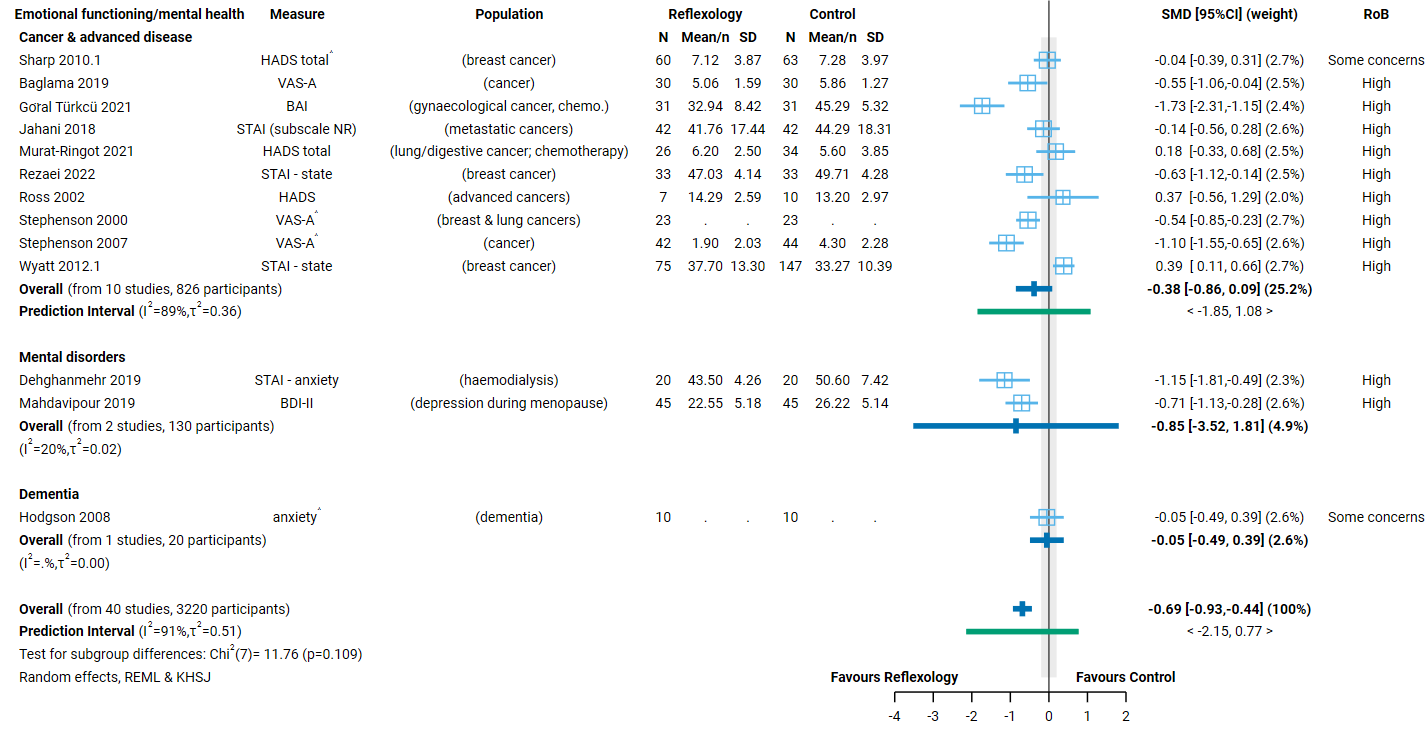 Emotional functioning/mental health Measure Population Reflexology Control SMD [95%CI] (weight) RoB
Cancer & advanced disease N Mean/n SD N Mean/n SD
Sharp 2010.1 HADS total^ (breast cancer) 60 7.12 3.87 63 7.28 3.97 -0.04 [-0.39, 0.31] (2.7%) Some concerns
Baglama 2019 VAS-A (cancer) 30 5.06 1.59 30 5.86 1.27 -0.55 [-1.06,-0.04] (2.5%) High
Göral Türkcü 2021 BAI (gynaecological cancer, chemo.) 31 32.94 8.42 31 45.29 5.32 -1.73 [-2.31,-1.15] (2.4%) High
Jahani 2018 STAI (subscale NR) (metastatic cancers) 42 41.76 17.44 42 44.29 18.31 -0.14 [-0.56, 0.28] (2.6%) High
Murat-Ringot 2021 HADS total (lung/digestive cancer; chemotherapy) 26 6.20 2.50 34 5.60 3.85 0.18 [-0.33, 0.68] (2.5%) High
Rezaei 2022 STAI - state (breast cancer) 33 47.03 4.14 33 49.71 4.28 -0.63 [-1.12,-0.14] (2.5%) High
Ross 2002 HADS (advanced cancers) 7 14.29 2.59 10 13.20 2.97 0.37 [-0.56, 1.29] (2.0%) High
Stephenson 2000 VAS-A^ (breast & lung cancers) 23 . . 23 . . -0.54 [-0.85,-0.23] (2.7%) High
Stephenson 2007 VAS-A^ (cancer) 42 1.90 2.03 44 4.30 2.28 -1.10 [-1.55,-0.65] (2.6%) High
Wyatt 2012.1 STAI - state (breast cancer) 75 37.70 13.30 147 33.27 10.39 0.39 [ 0.11, 0.66] (2.7%) High
Overall (from 10 studies, 826 participants) -0.38 [-0.86, 0.09] (25.2%)
Prediction Interval (I²=89%,τ²=0.36) < -1.85, 1.08 >
Mental disorders
Dehghanmehr 2019 STAI - anxiety (haemodialysis) 20 43.50 4.26 20 50.60 7.42 -1.15 [-1.81,-0.49] (2.3%) High
Mahdavipour 2019 BDI-II (depression during menopause) 45 22.55 5.18 45 26.22 5.14 -0.71 [-1.13,-0.28] (2.6%) High
Overall (from 2 studies, 130 participants) -0.85 [-3.52, 1.81] (4.9%)
(I²=20%,τ²=0.02)
Dementia
Hodgson 2008 anxiety^ (dementia) 10 . . 10 . . -0.05 [-0.49, 0.39] (2.6%) Some concerns
Overall (from 1 studies, 20 participants) -0.05 [-0.49, 0.39] (2.6%)
(I²=.%,τ²=0.00)
Overall (from 40 studies, 3220 participants) -0.69 [-0.93,-0.44] (100%)
Prediction Interval (I²=91%,τ²=0.51) < -2.15, 0.77 >
Test for subgroup differences: Chi²(7)= 11.76 (p=0.109)
Random effects, REML & KHSJ Favours Reflexology Favours Control
-4 -3 -2 -1 0 1 2